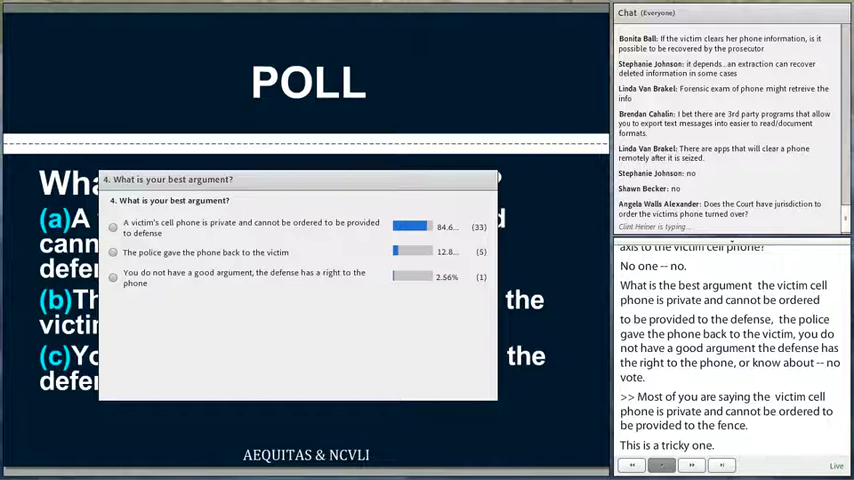 POLL
Wha ?
(a)A d
cann
defe
(b)Th the
victin
(c)Yo the
defe
4. What is your best argument?
4. What is your best argument?
A victim's cell phone is private and cannot be ordered to be provided
to defense
84.6... (33)
The police gave the phone back to the victim
12.8... (5)
You do not have a good argument, the defense has a right to the
phone
2.56% (1)
AEQUITAS & NCVLI
Chat (Everyone)
Bonita Ball: If the victim clears her phone information, is it
possible to be recovered by the prosecutor
Stephanie Johnson: it depends...an extraction can recover
deleted information in some cases
Linda Van Brakel: Forensic exam of phone might retreive the
info
Brendan Cahalin: I bet there are 3rd party programs that allow
you to export text messages into easier to read/document
formats.
Linda Van Brakel: There are apps that will clear a phone
remotely after it is seized.
Stephanie Johnson: no
Shawn Becker: no
Angela Walls Alexander: Does the Court have jurisdiction to
order the victims phone turned over?
Clint Heiner is typing...
axis to the victim cell phone?
No one -- no.
What is the best argument  the victim cell
phone is private and cannot be ordered
to be provided to the defense,  the police
gave the phone back to the victim, you do
not have a good argument the defense has
the right to the phone, or know about -- no
vote.
>> Most of you are saying the  victim cell
phone is private and cannot be ordered to
be provided to the fence.
This is a tricky one.
Live